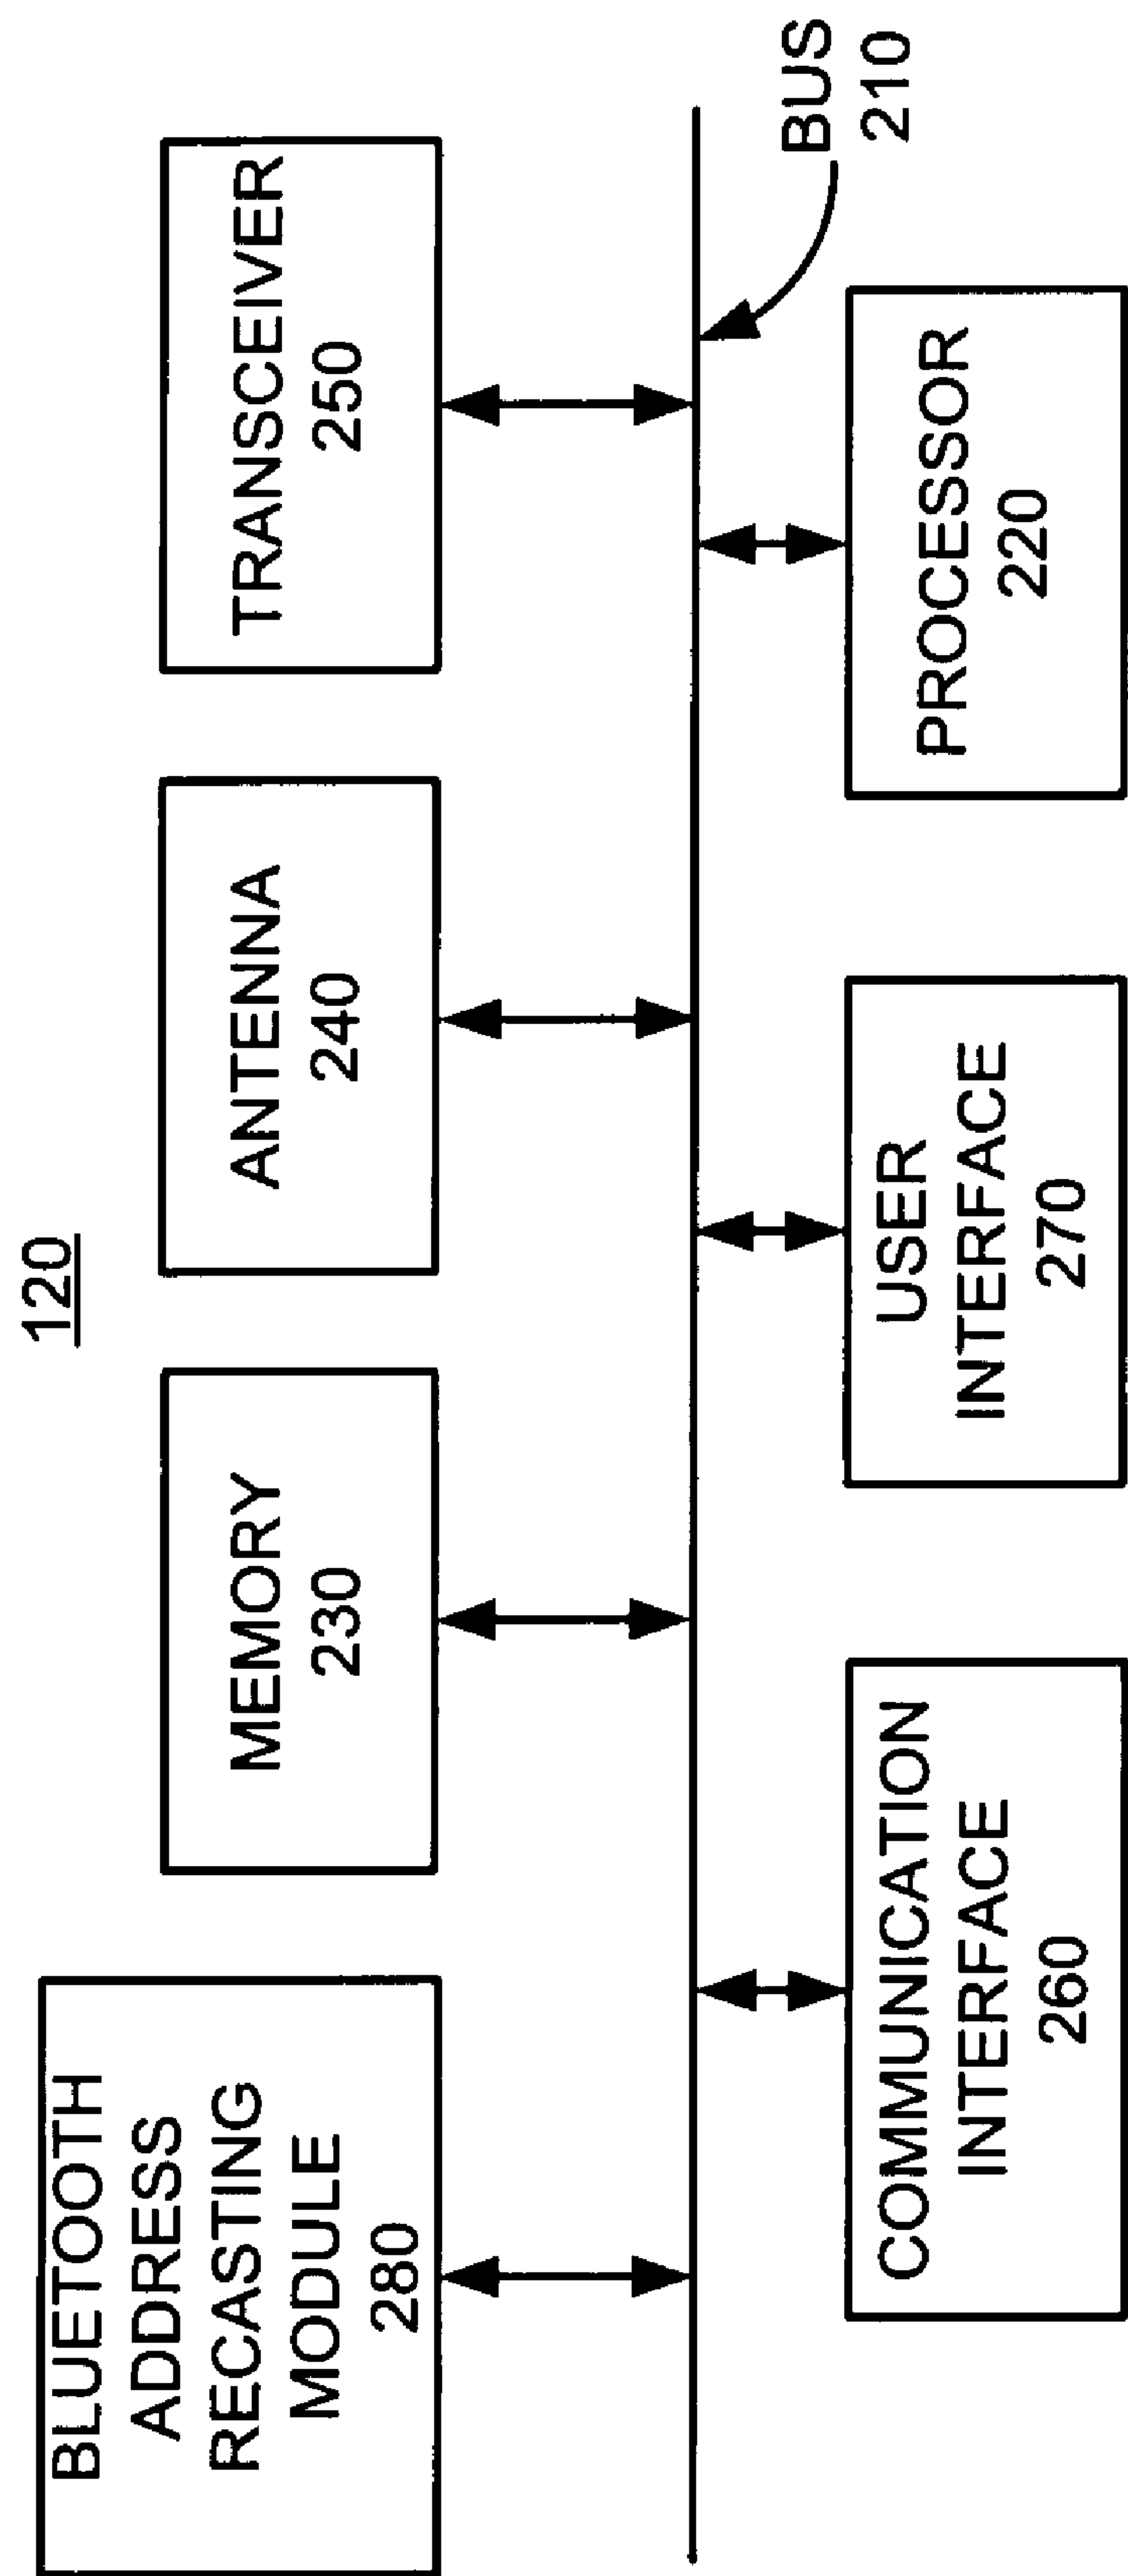 120
BLUETOOTH
ADDRESS
RECASTING
MODULE
280
MEMORY
230
ANTENNA
240
TRANSCEIVER
250
BUS
210
COMMUNICATION
INTERFACE
260
USER
INTERFACE
270
PROCESSOR
220